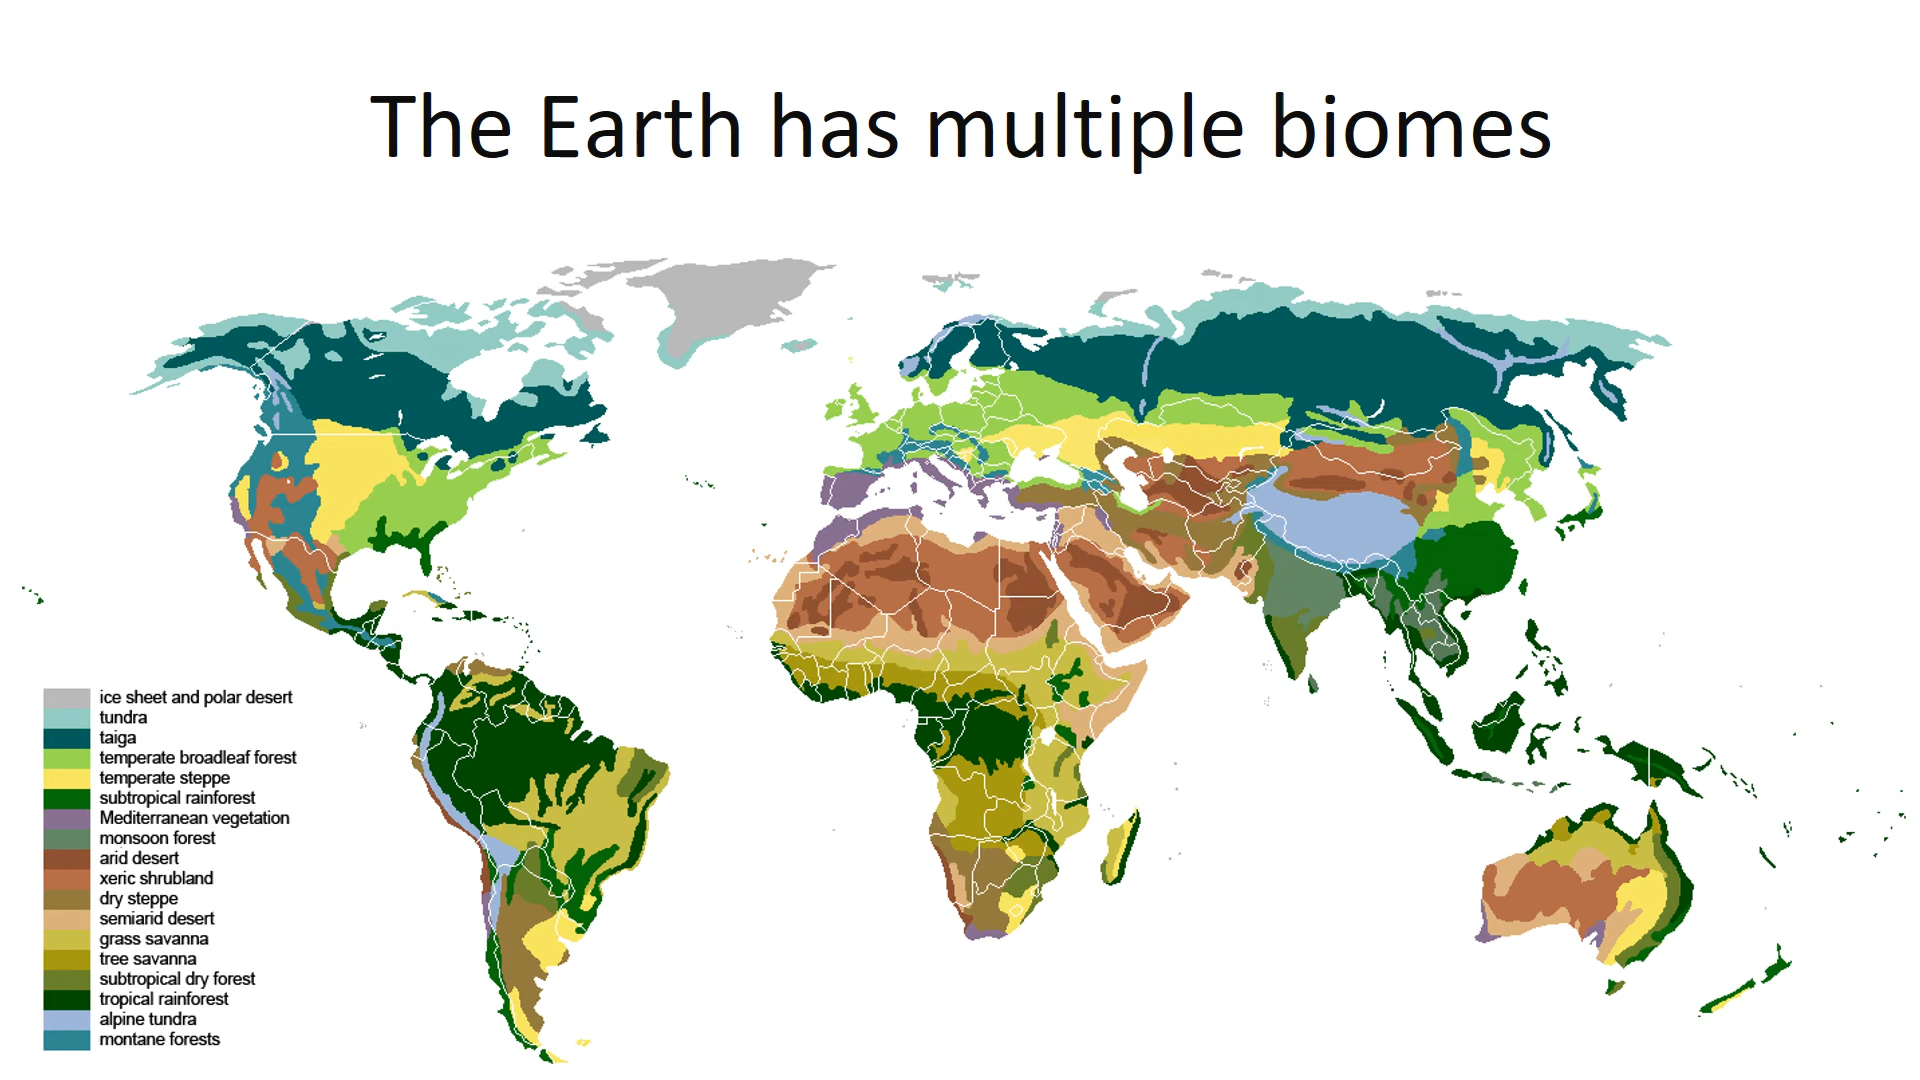 The Earth has multiple biomes
ice sheet and polar desert
tundra
taiga
temperate broadleaf forest
temperate steppe
subtropical rainforest
Mediterranean vegetation
monsoon forest
arid desert
xeric shrubland
dry steppe
semiarid desert
grass savanna
tree savanna
subtropical dry forest
tropical rainforest
alpine tundra
montane forests